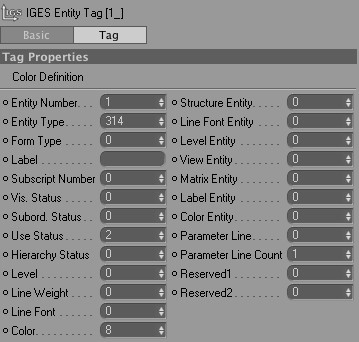 IGES IGES Entity Tag [1_]
Basic Tag
Tag Properties
Color Definition
Entity Number. . . 1 Structure Entity. . . . . 0
Entity Type. . . . . 314 Line Font Entity . . . . 0
Form Type . . . . . 0 Level Entity . . . . . . . 0
Label . . . . . . . . . View Entity . . . . . . . 0
Subscript Number 0 Matrix Entity. . . . . . . 0
Vis. Status . . . . . 0 Label Entity . . . . . . . 0
Subord. Status . . 0 Color Entity. . . . . . . 0
Use Status . . . . . 2 Parameter Line . . . . 0
Hierarchy Status 0 Parameter Line Count 1
Level . . . . . . . . . 0 Reserved1 . . . . . . . 0
Line Weight . . . . 0 Reserved2 . . . . . . . 0
Line Font . . . . . . 0
Color. . . . . . . . . 8